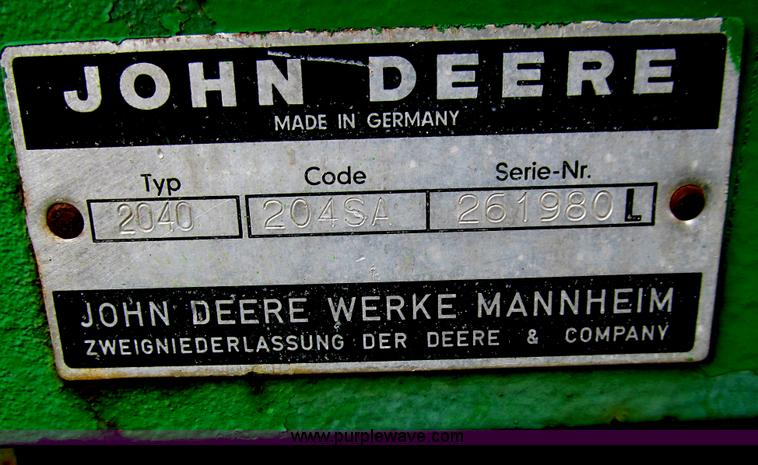 JOHN DEERE
MADE IN GERMANY
Typ Code Serie-Nr.
2040 204SA 261980 L
JOHN DEERE WERKE MANNHEIM
ZWEIGNIEDERLASSUNG DER DEERE & COMPANY
www.purplewave.com